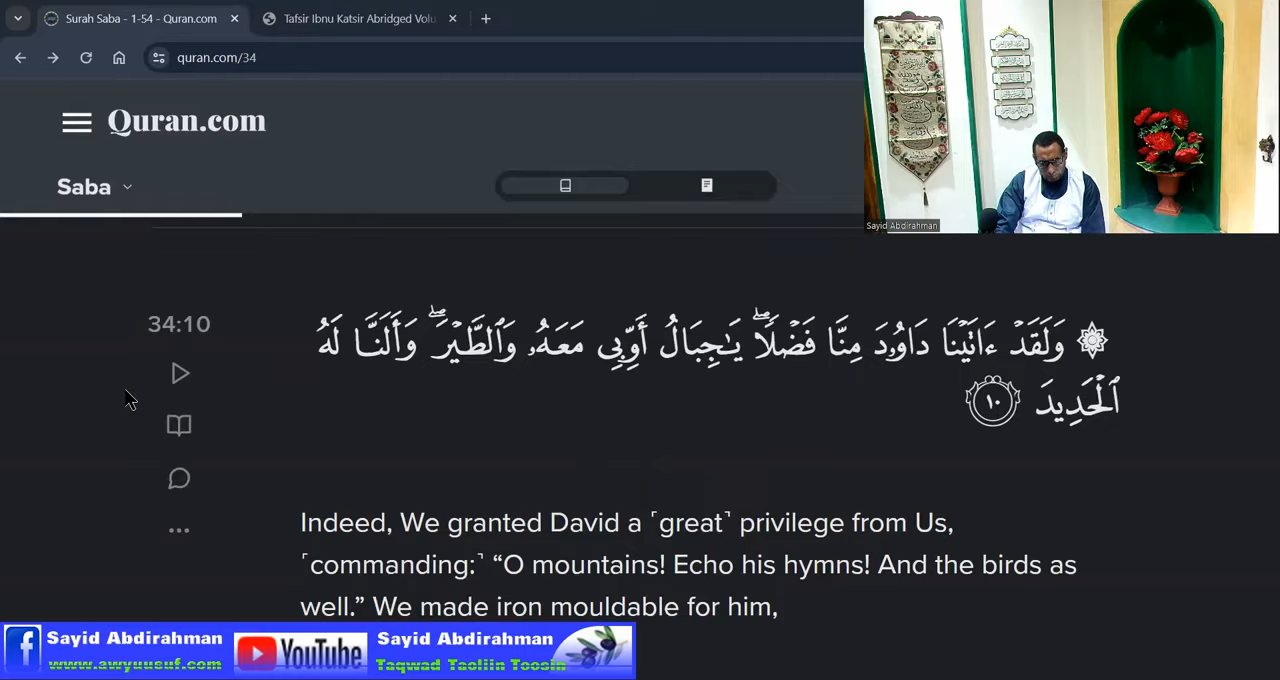 Surah Saba - 1-54 - Quran.com
Tafsir Ibnu Katsir Abridged Volu
quran.com/34
Quran.com
Saba
Sayid Abdirahman
34:10
۞ وَلَقَدْ ءَاتَيْنَا دَاوُۥدَ مِنَّا فَضْلًا ۖ يَـٰجِبَالُ أَوِّبِى مَعَهُۥ وَٱلطَّيْرَ ۖ وَأَلَنَّا لَهُ
ٱلْحَدِيدَ ١٠
Indeed, We granted David a ˹great˺ privilege from Us,
˹commanding:˺ “O mountains! Echo his hymns! And the birds as
well.” We made iron mouldable for him,
Sayid Abdirahman
www.awyuusuf.com
YouTube
Sayid Abdirahman
Taqwad Taoliin Toosin